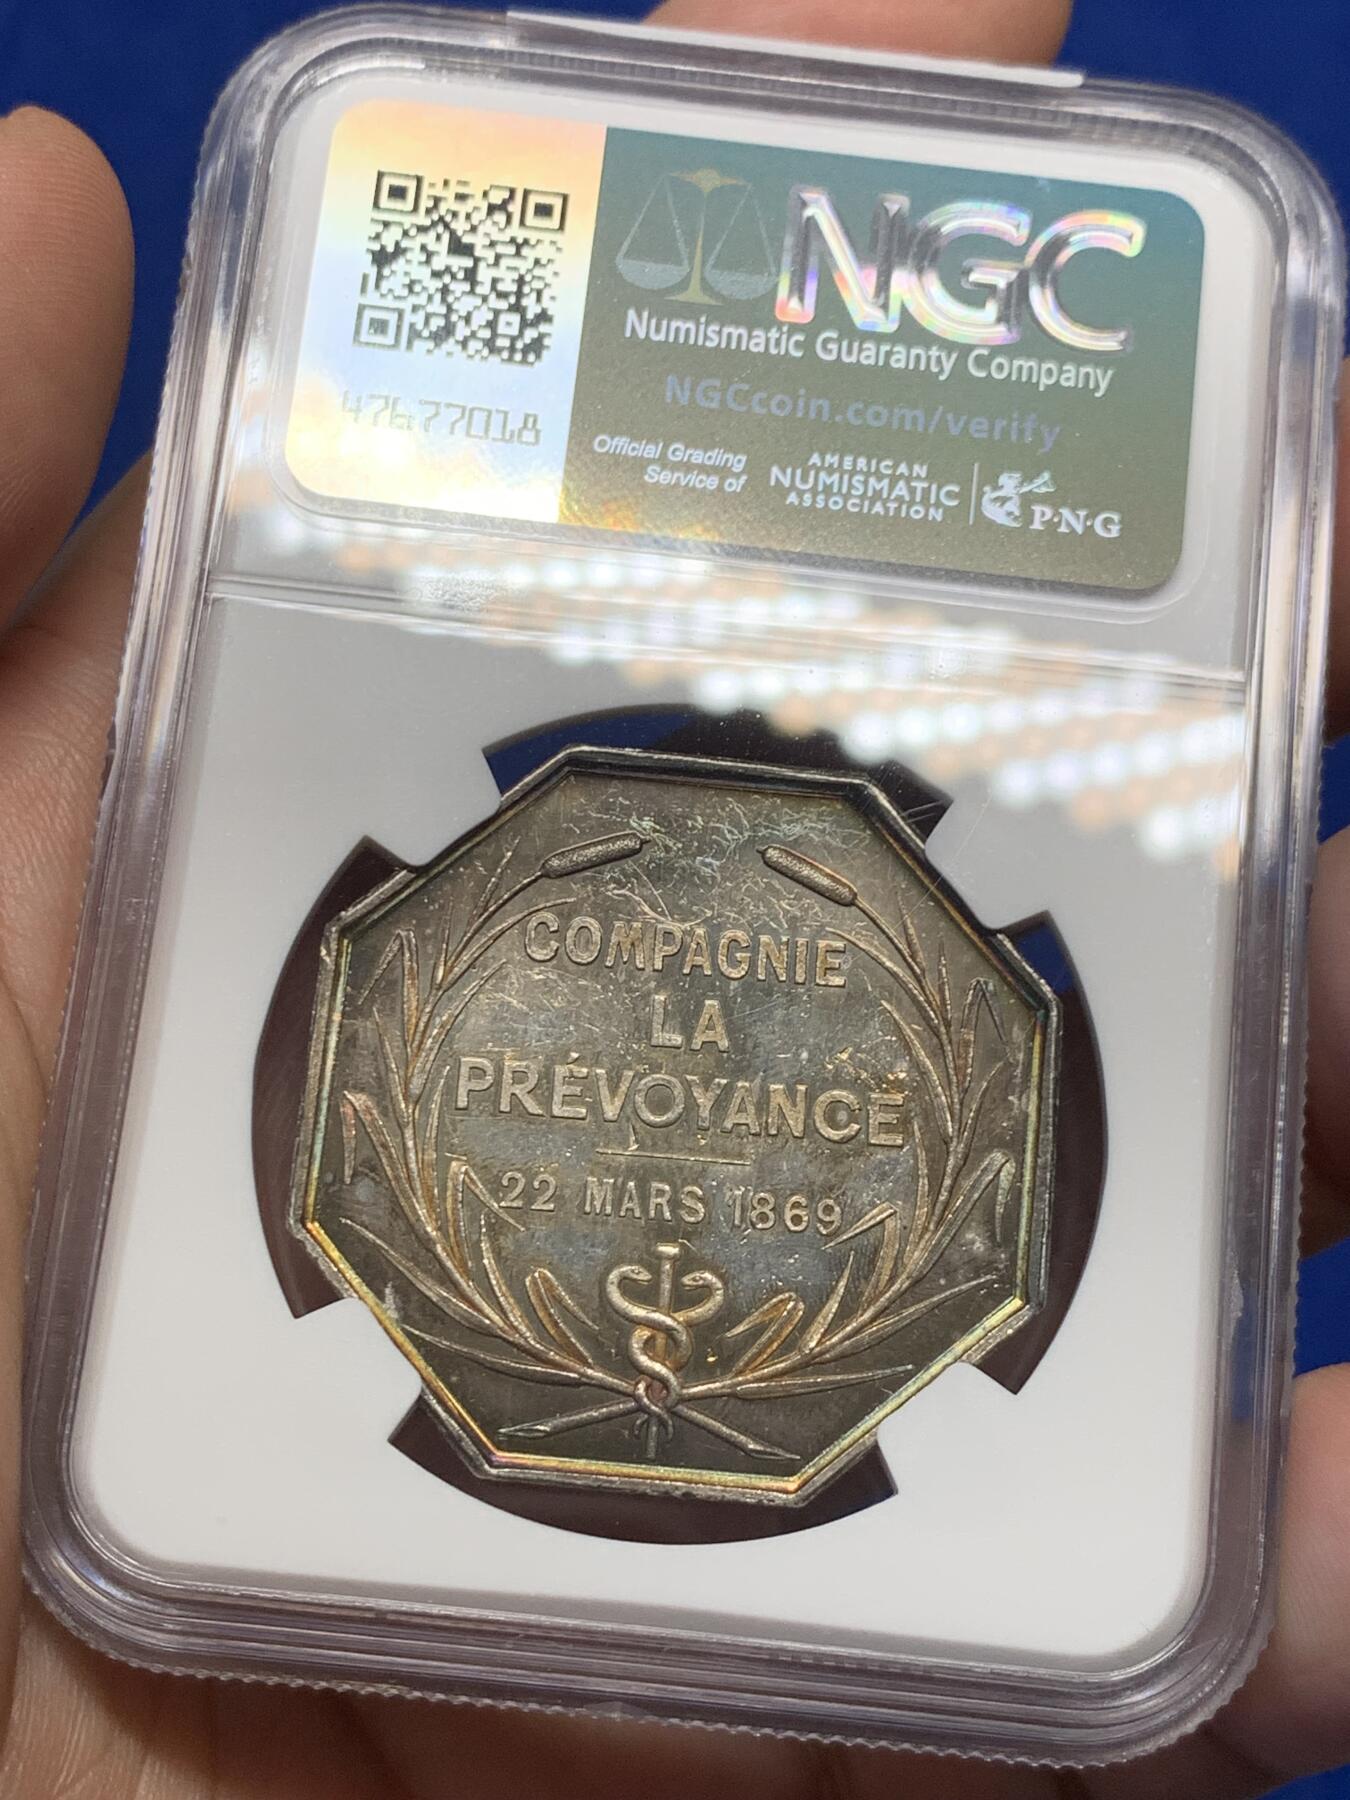 NGC
Numismatic Guaranty Company
NGCcoin.com/verify
47677018
Official Grading
Service of
AMERICAN
NUMISMATIC
ASSOCIATION
P·N·G
COMPAGNIE
LA
PRÉVOYANCE
22 MARS 1869